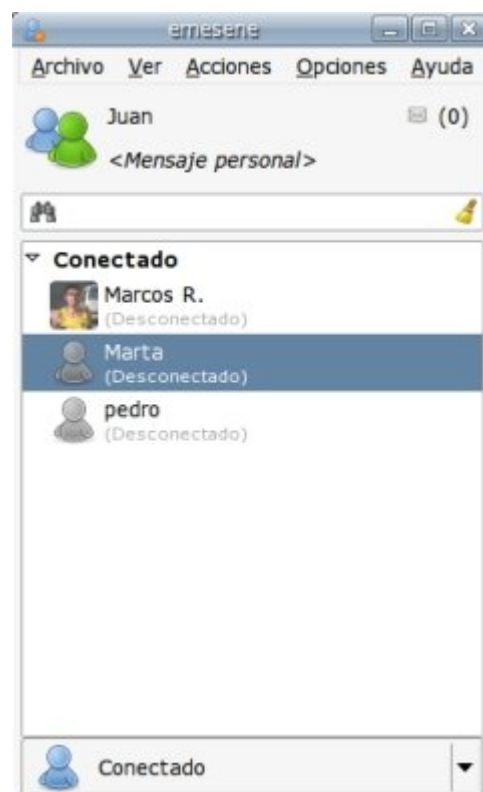 emesene
Archivo Ver Acciones Opciones Ayuda
Juan (0)
<Mensaje personal>
Conectado
Marcos R.
(Desconectado)
Marta
(Desconectado)
pedro
(Desconectado)
Conectado